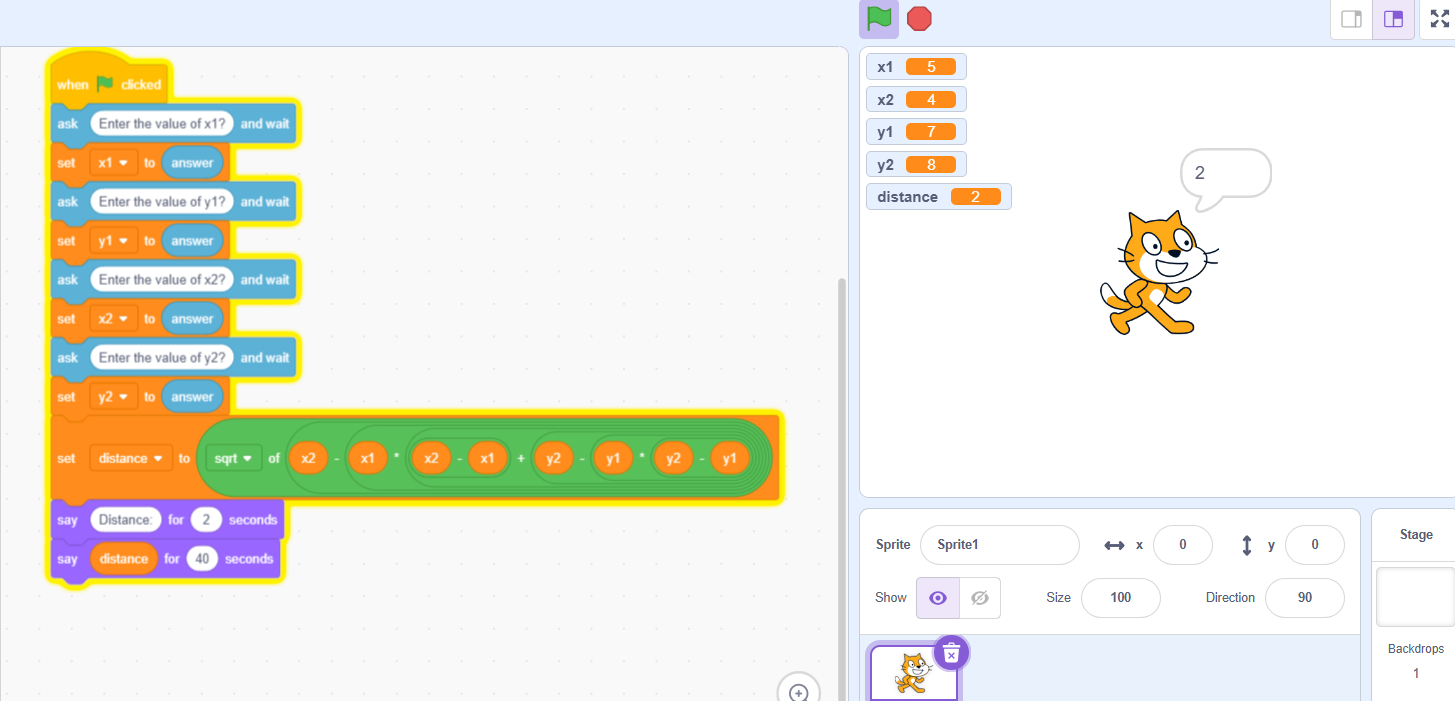 when clicked
ask Enter the value of x1? and wait
set x1 to answer
ask Enter the value of y1? and wait
set y1 to answer
ask Enter the value of x2? and wait
set x2 to answer
ask Enter the value of y2? and wait
set y2 to answer
set distance to sqrt of x2 - x1 * x2 - x1 + y2 - y1 * y2 - y1
say Distance: for 2 seconds
say distance for 40 seconds
x1 5
x2 4
y1 7
y2 8
distance 2
2
Sprite Sprite1 x 0 y 0
Show Size 100 Direction 90
Stage
Backdrops
1